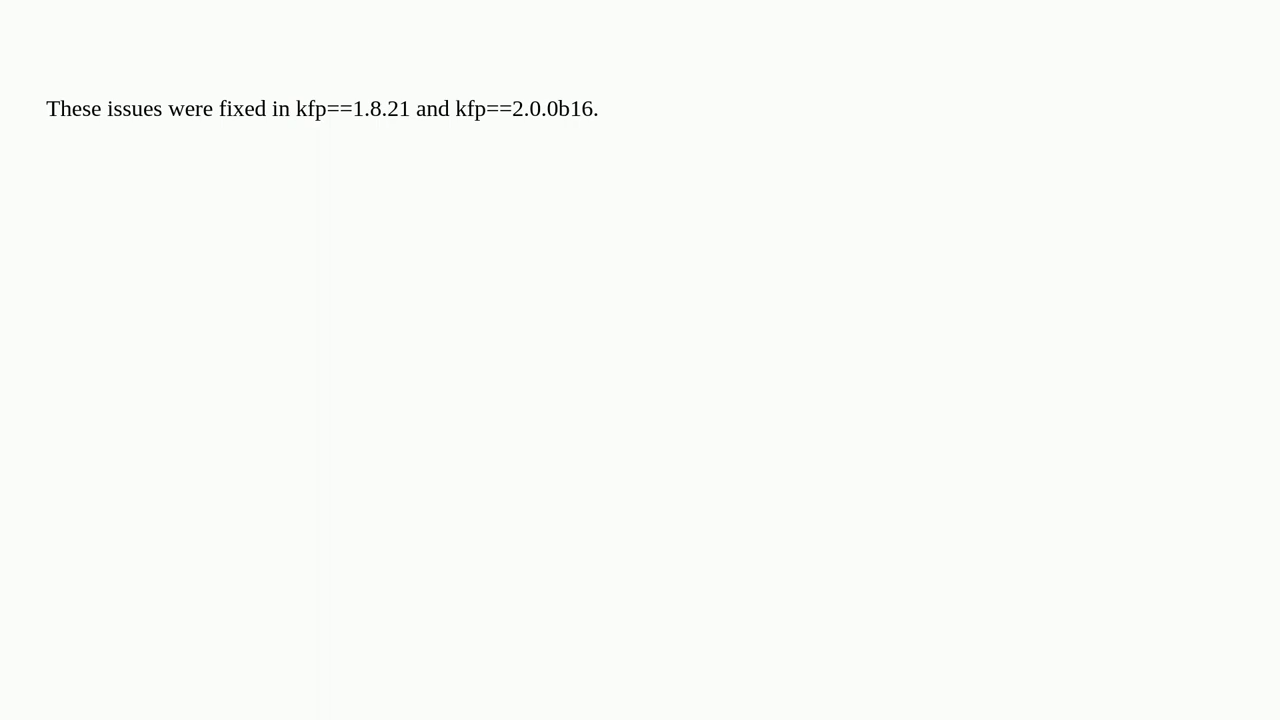 These issues were fixed in kfp==1.8.21 and kfp==2.0.0b16.